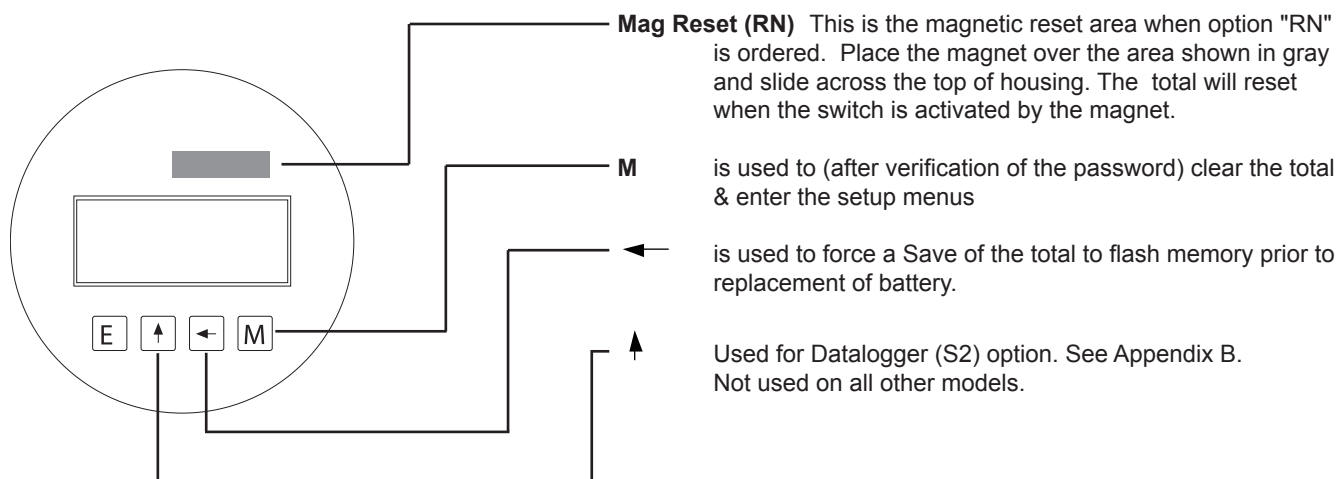 Mag Reset (RN) This is the magnetic reset area when option "RN"
is ordered. Place the magnet over the area shown in gray
and slide across the top of housing. The total will reset
when the switch is activated by the magnet.
M is used to (after verification of the password) clear the total
& enter the setup menus
← is used to force a Save of the total to flash memory prior to
replacement of battery.
↑ Used for Datalogger (S2) option. See Appendix B.
Not used on all other models.
E ↑ ← M